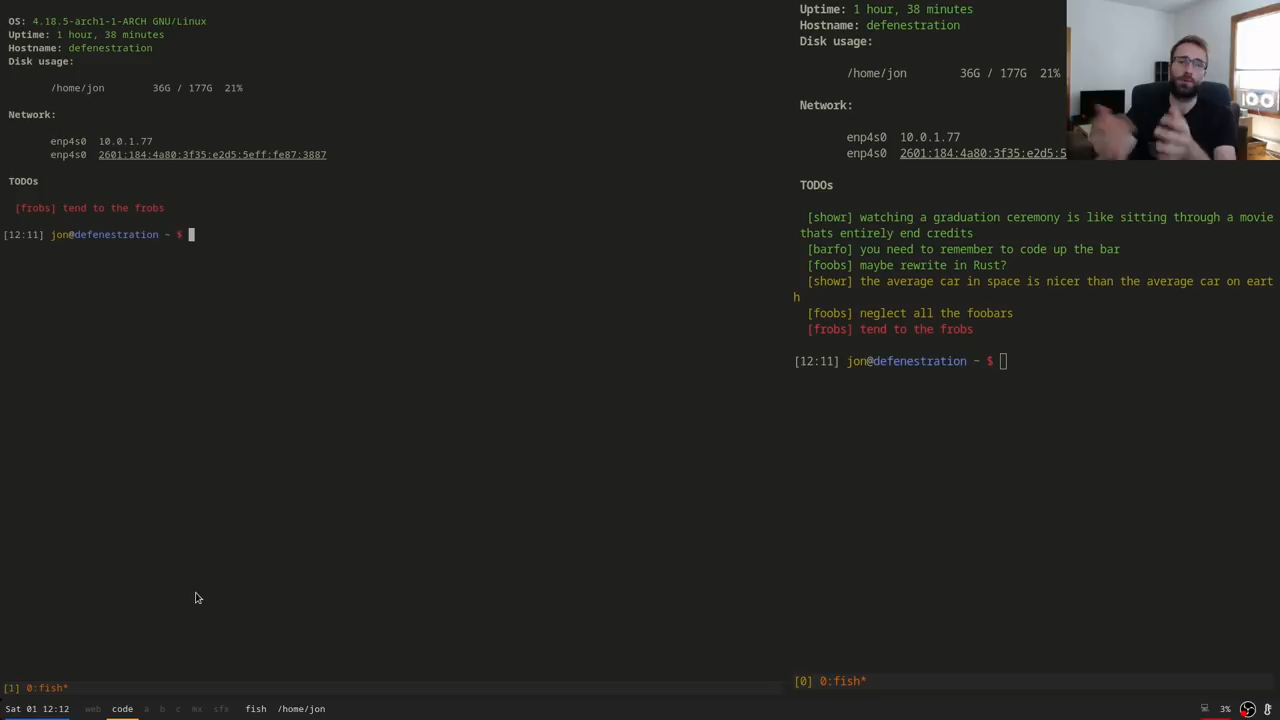 OS: 4.18.5-arch1-1-ARCH GNU/Linux
Uptime: 1 hour, 38 minutes
Hostname: defenestration
Disk usage:
/home/jon 36G / 177G 21%
Network:
enp4s0 10.0.1.77
enp4s0 2601:184:4a80:3f35:e2d5:5eff:fe87:3887
TODOs
[frobs] tend to the frobs
[12:11] jon@defenestration ~ $
[1] 0:fish*
Uptime: 1 hour, 38 minutes
Hostname: defenestration
Disk usage:
/home/jon 36G / 177G 21%
Network:
enp4s0 10.0.1.77
enp4s0 2601:184:4a80:3f35:e2d5:5
TODOs
[showr] watching a graduation ceremony is like sitting through a movie
thats entirely end credits
[barfo] you need to remember to code up the bar
[foobs] maybe rewrite in Rust?
[showr] the average car in space is nicer than the average car on eart
h
[foobs] neglect all the foobars
[frobs] tend to the frobs
[12:11] jon@defenestration ~ $
[0] 0:fish*
Sat 01 12:12 web code a b c mx sfx fish /home/jon 3%